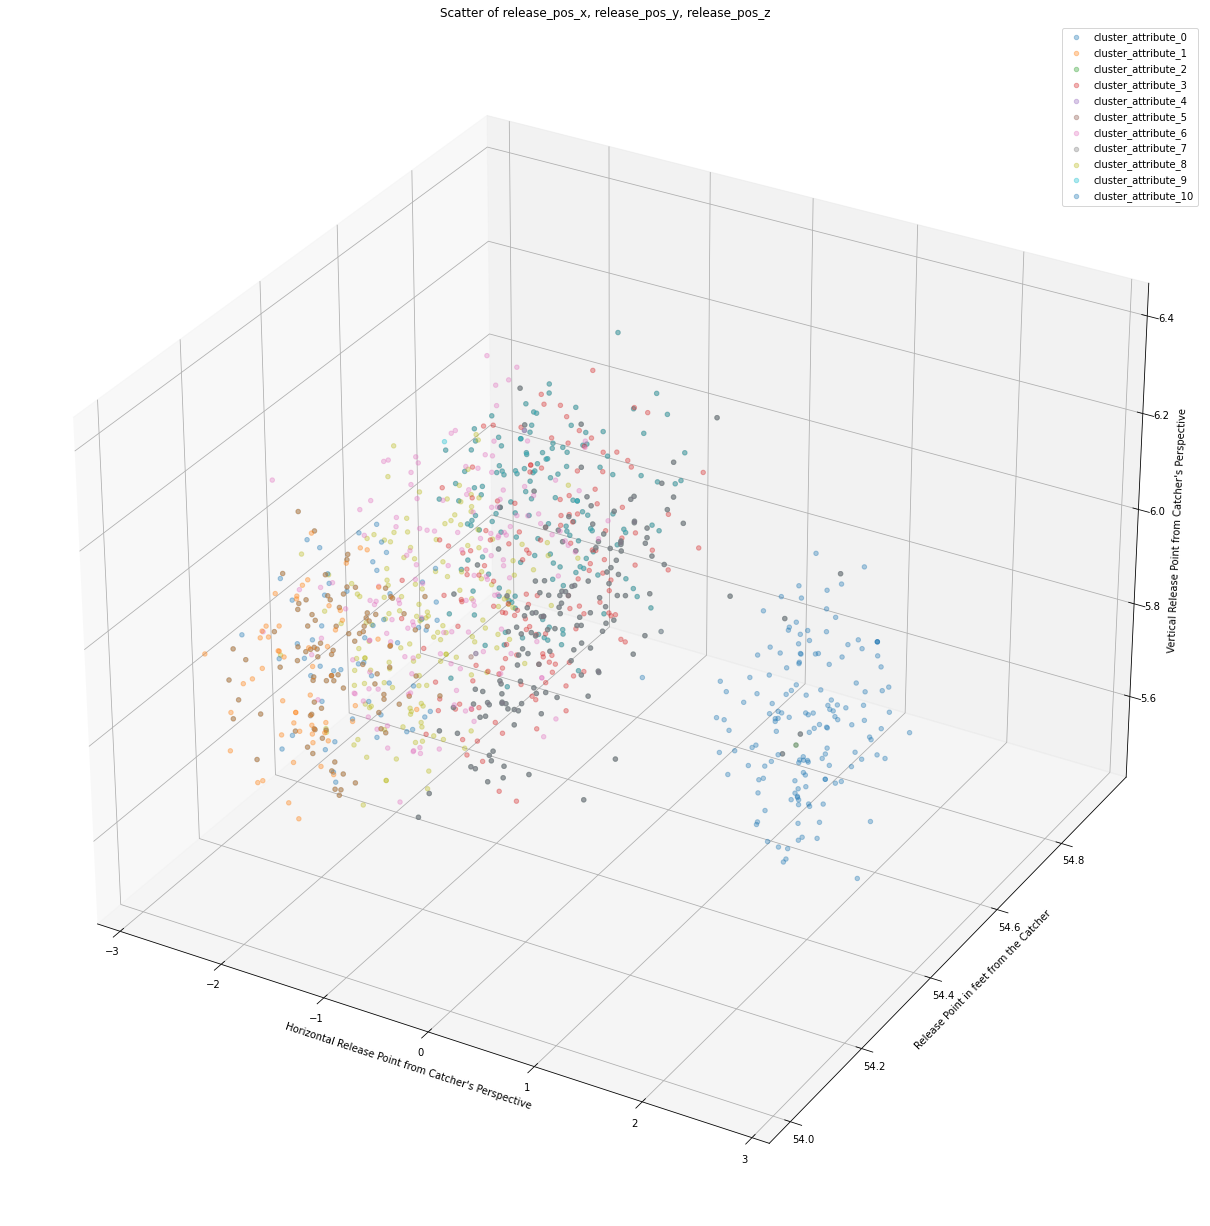 Scatter of release_pos_x, release_pos_y, release_pos_z
cluster_attribute_0
cluster_attribute_1
cluster_attribute_2
cluster_attribute_3
cluster_attribute_4
cluster_attribute_5
cluster_attribute_6
cluster_attribute_7
cluster_attribute_8
cluster_attribute_9
cluster_attribute_10
6.4
6.2
6.0
5.8
5.6
Vertical Release Point from Catcher's Perspective
54.8
54.6
54.4
54.2
54.0
Release Point in feet from the Catcher
−3
−2
−1
0
1
2
3
Horizontal Release Point from Catcher's Perspective